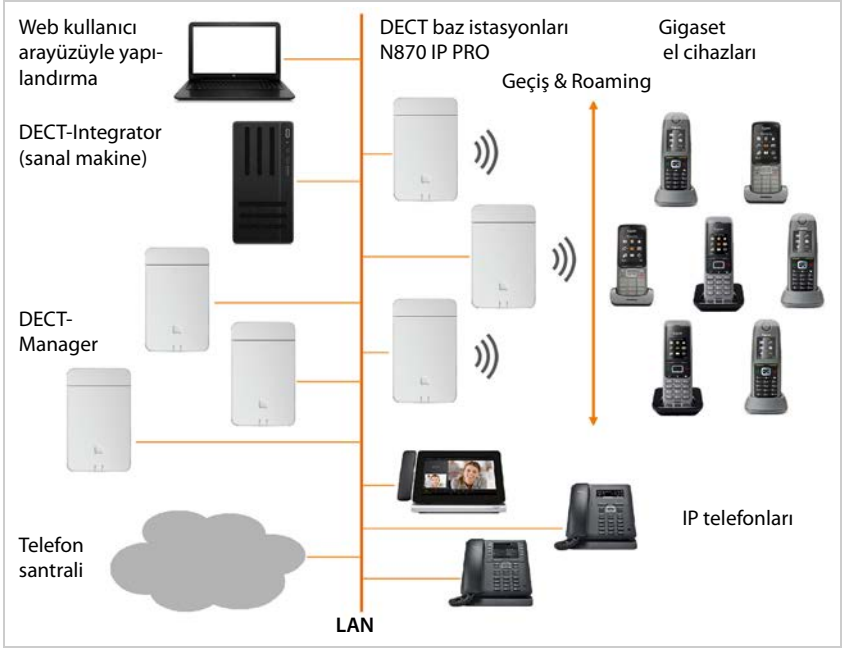 Web kullanıcı
arayüzüyle yapı-
landırma
DECT baz istasyonları
N870 IP PRO
Gigaset
el cihazları
Geçiş & Roaming
DECT-Integrator
(sanal makine)
DECT-
Manager
IP telefonları
Telefon
santrali
LAN